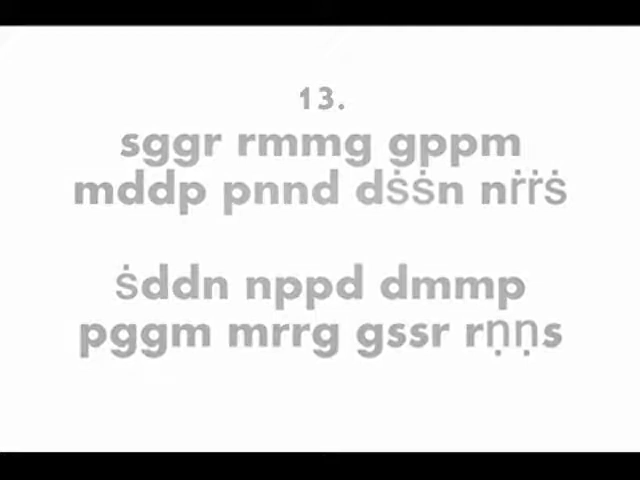 13.
sggr rmmg gppm
mddp pnnd dṡṡn nṙṙṡ
ṡddn nppd dmmp
pggm mrrg gssr rṇṇs